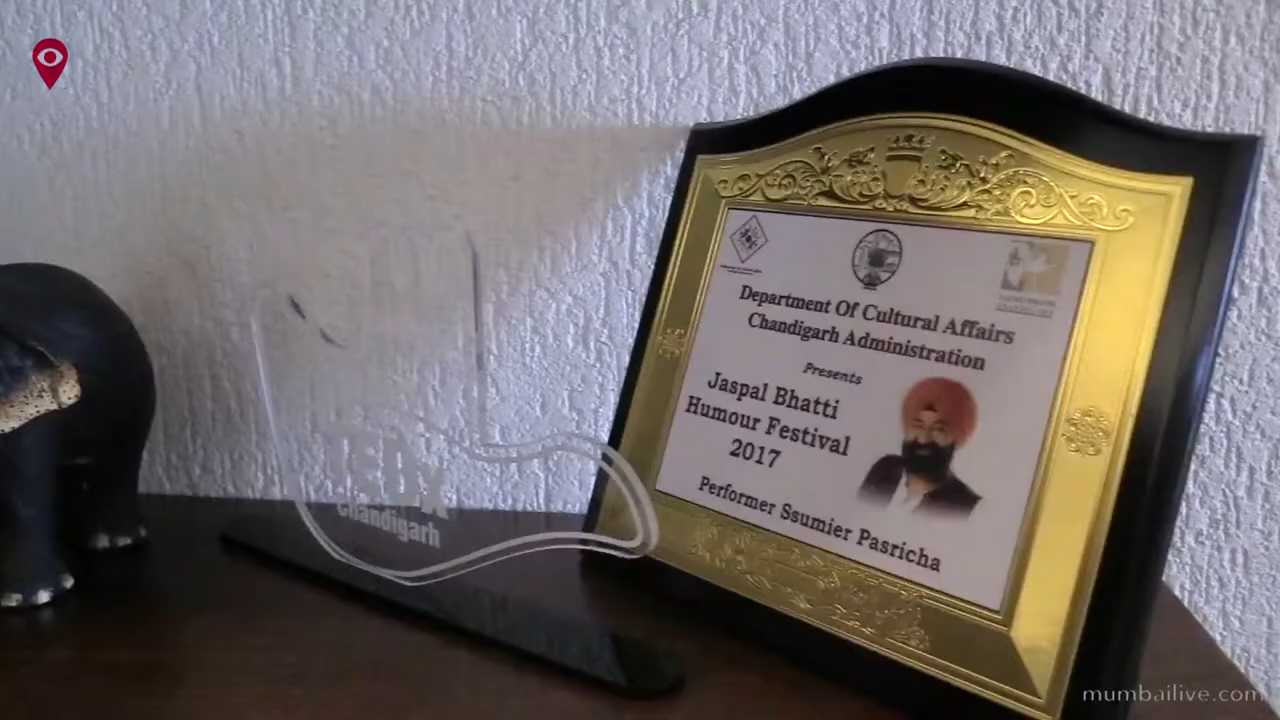 TEDx
Chandigarh
Department Of Cultural Affairs
Chandigarh Administration
Presents
Jaspal Bhatti
Humour Festival
2017
Performer Ssumier Pasricha
mumbailive.com